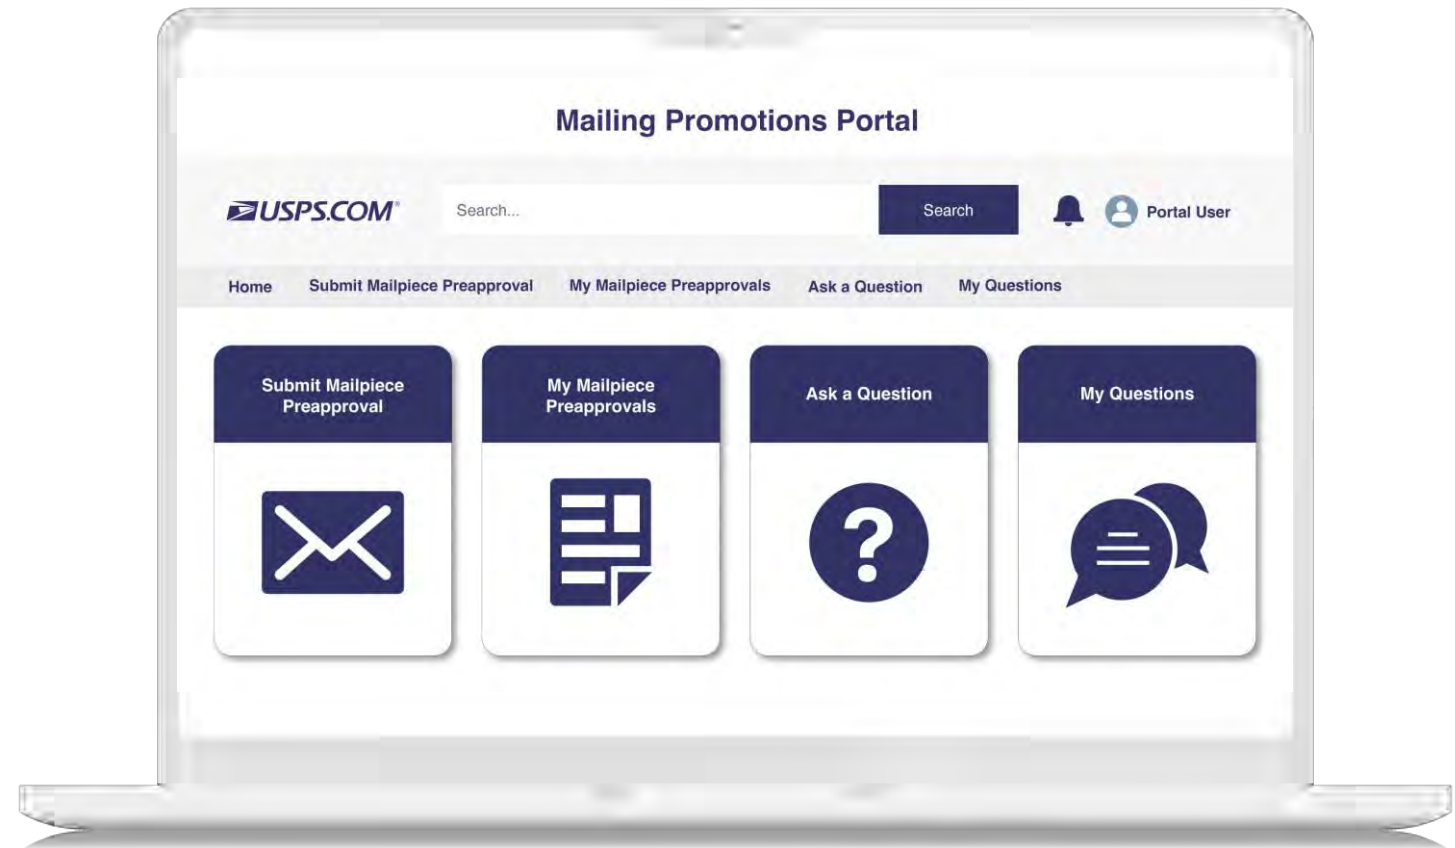 Mailing Promotions Portal
USPS.COM®
Search...
Search
Portal User
Home Submit Mailpiece Preapproval My Mailpiece Preapprovals Ask a Question My Questions
Submit Mailpiece
Preapproval
My Mailpiece
Preapprovals
Ask a Question
My Questions
?